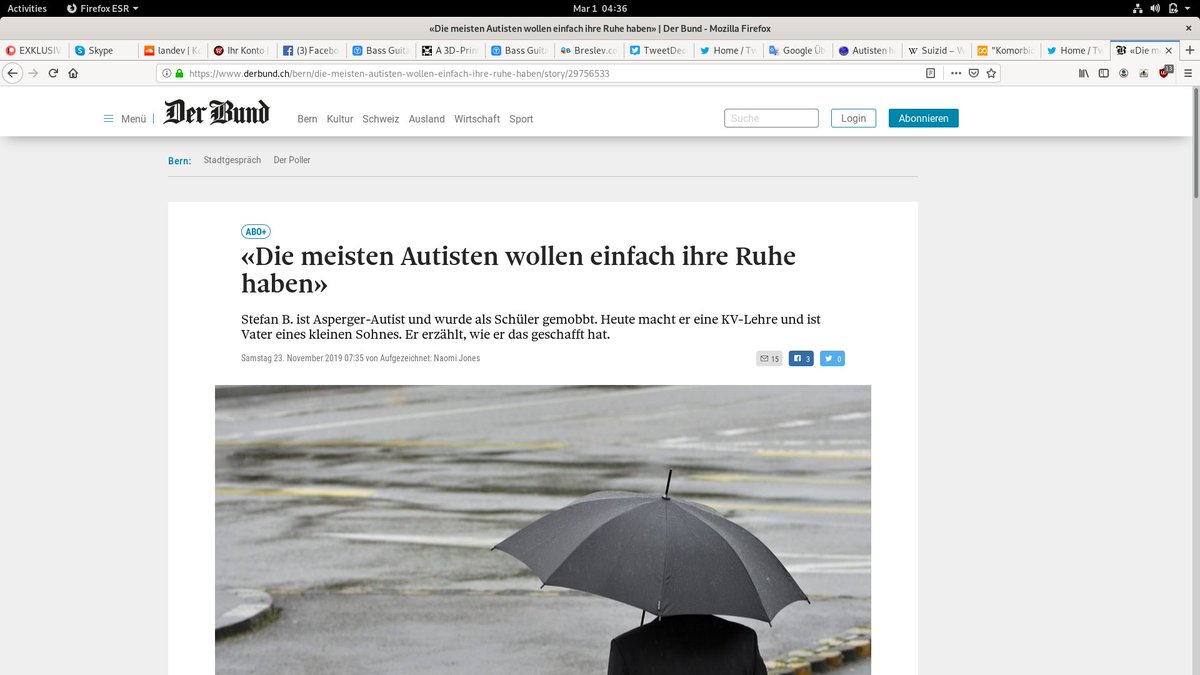 Activities
Firefox ESR
Mar 1 04:36
«Die meisten Autisten wollen einfach ihre Ruhe haben» | Der Bund - Mozilla Firefox
EXKLUSIV
Skype
landev | Ko
Ihr Konto
(3) Facebo
Bass Guita
A 3D-Prin
Bass Guita
Breslev.co
TweetDec
Home / Tw
Google Üb
Autisten h
Suizid – W
"Komorbid
Home / Tw
«Die me
https://www.derbund.ch/bern/die-meisten-autisten-wollen-einfach-ihre-ruhe-haben/story/29756533
Menü
Der Bund
Bern Kultur Schweiz Ausland Wirtschaft Sport
Suche
Login
Abonnieren
Bern: Stadtgespräch Der Poller
ABO+
«Die meisten Autisten wollen einfach ihre Ruhe
haben»
Stefan B. ist Asperger-Autist und wurde als Schüler gemobbt. Heute macht er eine KV-Lehre und ist
Vater eines kleinen Sohnes. Er erzählt, wie er das geschafft hat.
Samstag 23. November 2019 07:35 von Aufgezeichnet: Naomi Jones
15
3
0